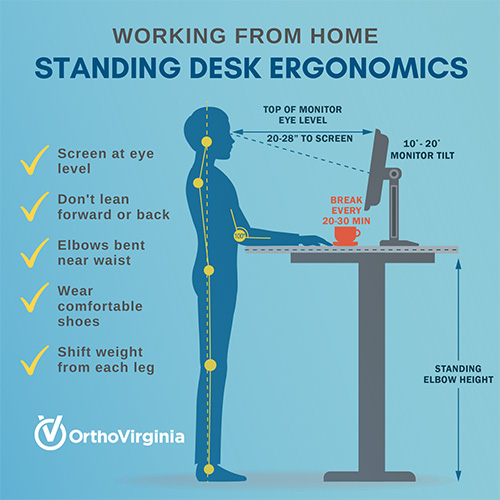 WORKING FROM HOME
STANDING DESK ERGONOMICS
TOP OF MONITOR
EYE LEVEL
20-28" TO SCREEN
10°- 20°
MONITOR TILT
Screen at eye
level
Don't lean
forward or back
Elbows bent
near waist
Wear
comfortable
shoes
Shift weight
from each leg
BREAK
EVERY
20-30 MIN
100°
STANDING
ELBOW HEIGHT
OrthoVirginia